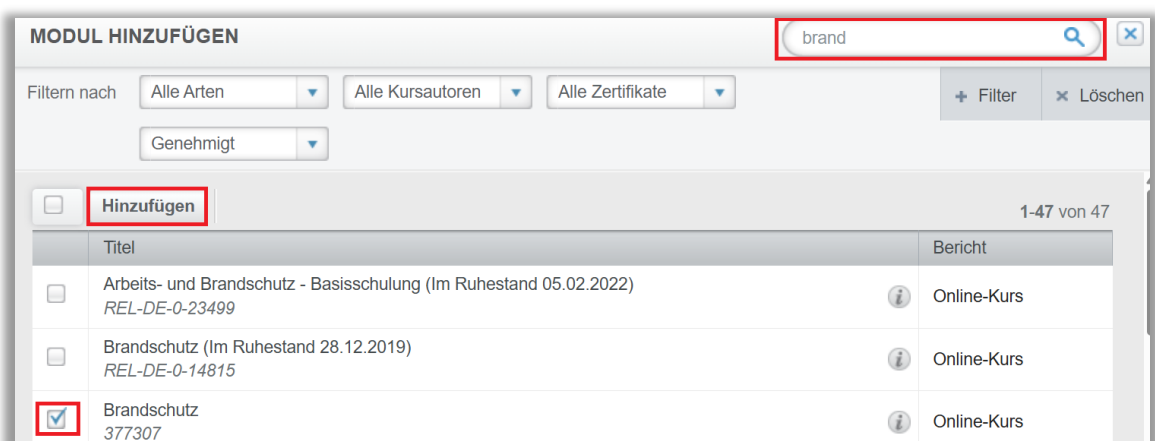 MODUL HINZUFÜGEN
brand
Filtern nach
Alle Arten
Alle Kursautoren
Alle Zertifikate
+ Filter
× Löschen
Genehmigt
Hinzufügen
1-47 von 47
Titel
Bericht
Arbeits- und Brandschutz - Basisschulung (Im Ruhestand 05.02.2022)
REL-DE-0-23499
Online-Kurs
Brandschutz (Im Ruhestand 28.12.2019)
REL-DE-0-14815
Online-Kurs
Brandschutz
377307
Online-Kurs